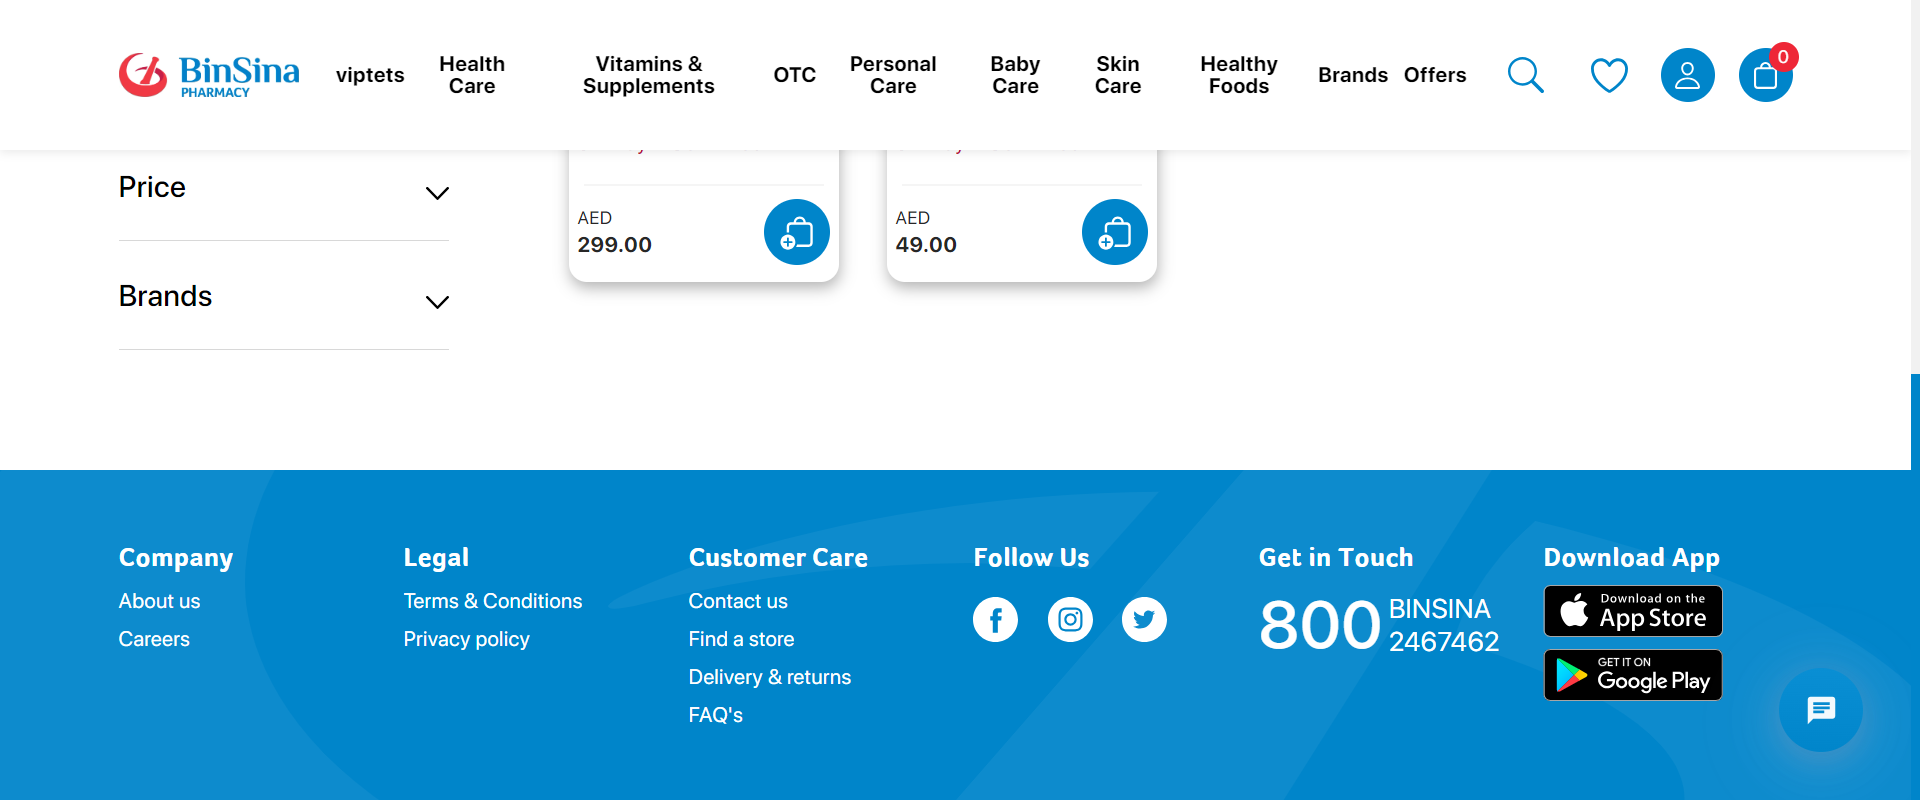 BinSina
PHARMACY
viptets
Health
Care
Vitamins &
Supplements
OTC
Personal
Care
Baby
Care
Skin
Care
Healthy
Foods
Brands
Offers
0
Price
AED
299.00
AED
49.00
Brands
Company
About us
Careers
Legal
Terms & Conditions
Privacy policy
Customer Care
Contact us
Find a store
Delivery & returns
FAQ's
Follow Us
Get in Touch
800
BINSINA
2467462
Download App
Download on the
App Store
GET IT ON
Google Play